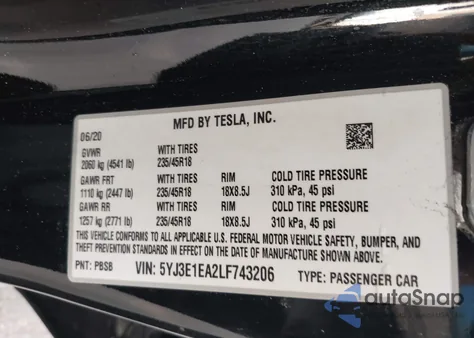 MFD BY TESLA, INC.
06/20
GVWR WITH TIRES
2060 kg (4541 lb) 235/45R18
GAWR FRT WITH TIRES RIM COLD TIRE PRESSURE
1110 kg (2447 lb) 235/45R18 18X8.5J 310 kPa, 45 psi
GAWR RR WITH TIRES RIM COLD TIRE PRESSURE
1257 kg (2771 lb) 235/45R18 18X8.5J 310 kPa, 45 psi
THIS VEHICLE CONFORMS TO ALL APPLICABLE U.S. FEDERAL MOTOR VEHICLE SAFETY, BUMPER, AND
THEFT PREVENTION STANDARDS IN EFFECT ON THE DATE OF MANUFACTURE SHOWN ABOVE.
PNT: PBSB VIN: 5YJ3E1EA2LF743206 TYPE: PASSENGER CAR
autoSnap